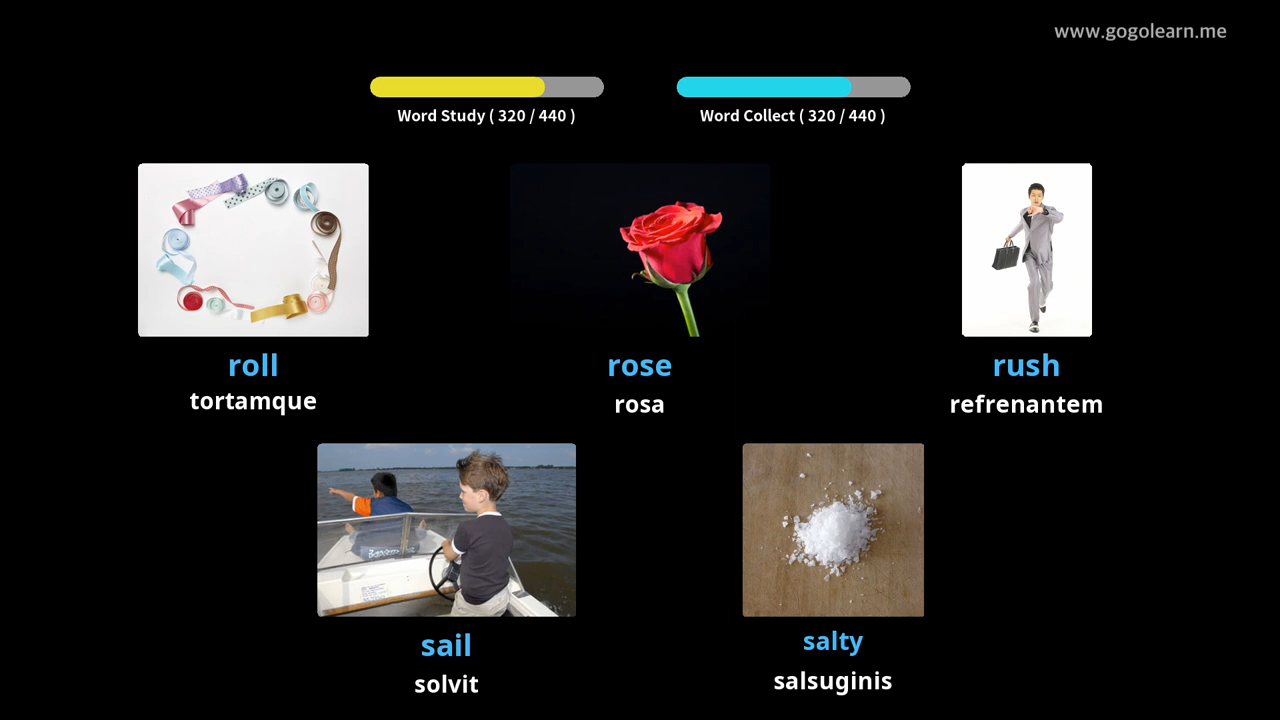 www.gogolearn.me
Word Study ( 320 / 440 )
Word Collect ( 320 / 440 )
roll
tortamque
rose
rosa
rush
refrenantem
sail
solvit
salty
salsuginis